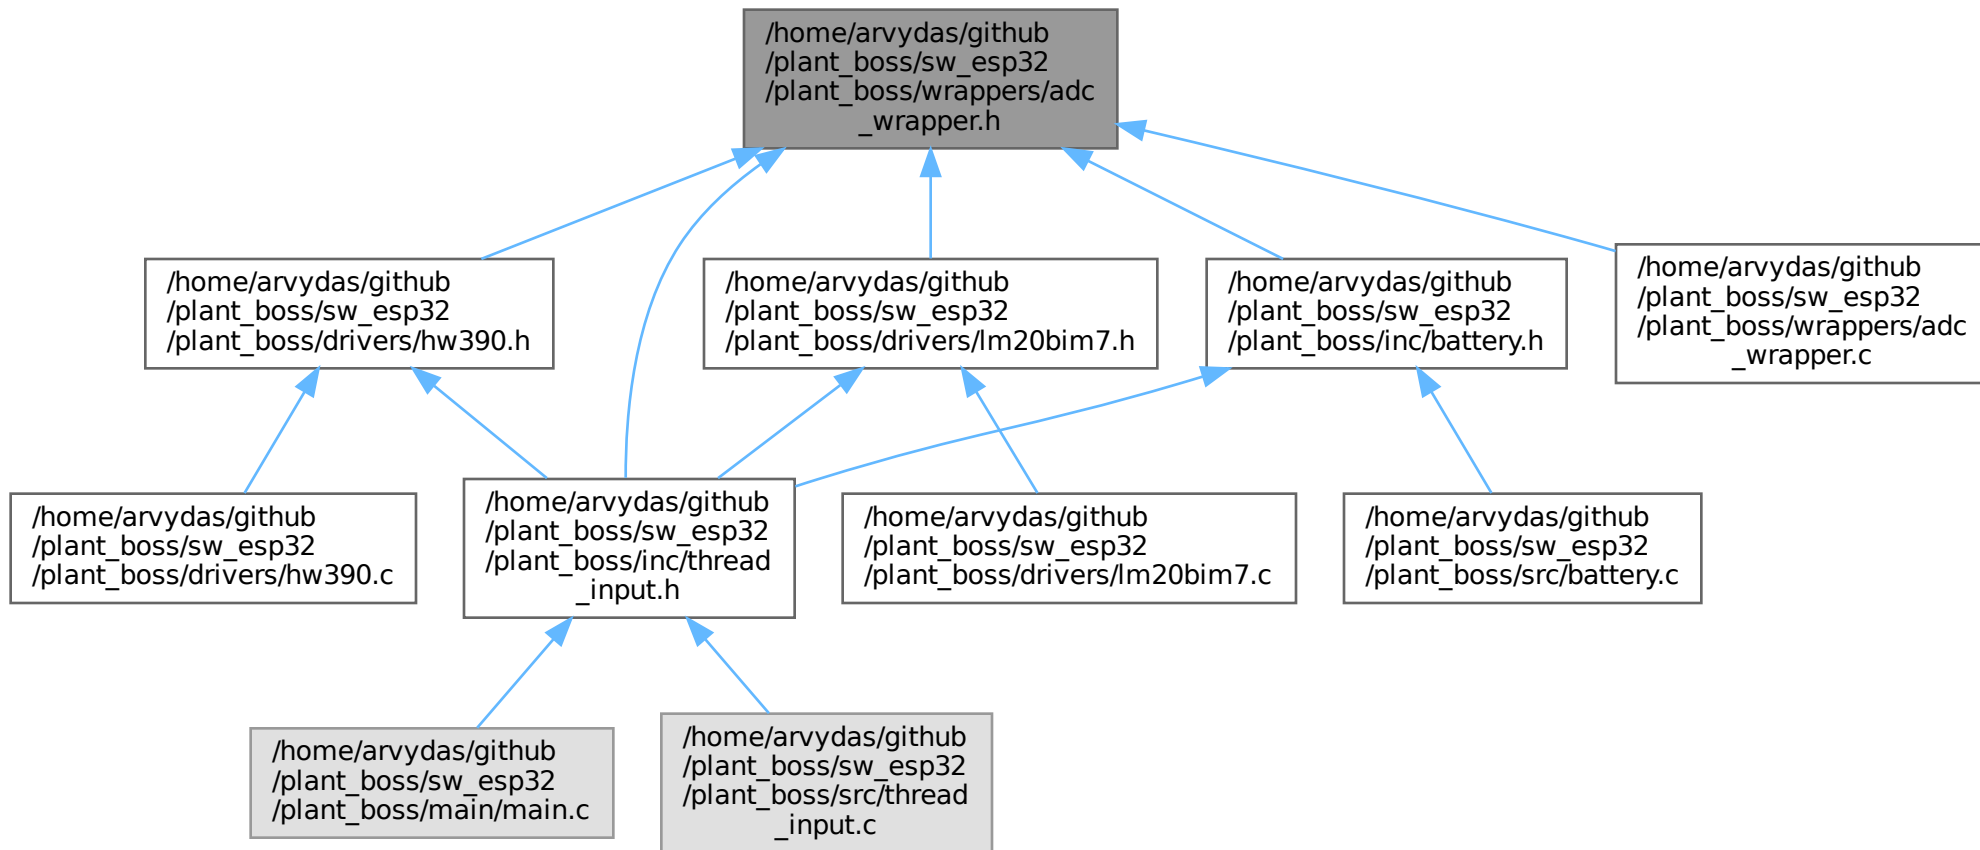 /home/arvydas/github
/plant_boss/sw_esp32
/plant_boss/wrappers/adc
_wrapper.h
/home/arvydas/github
/plant_boss/sw_esp32
/plant_boss/drivers/hw390.h
/home/arvydas/github
/plant_boss/sw_esp32
/plant_boss/drivers/lm20bim7.h
/home/arvydas/github
/plant_boss/sw_esp32
/plant_boss/inc/battery.h
/home/arvydas/github
/plant_boss/sw_esp32
/plant_boss/wrappers/adc
_wrapper.c
/home/arvydas/github
/plant_boss/sw_esp32
/plant_boss/drivers/hw390.c
/home/arvydas/github
/plant_boss/sw_esp32
/plant_boss/inc/thread
_input.h
/home/arvydas/github
/plant_boss/sw_esp32
/plant_boss/drivers/lm20bim7.c
/home/arvydas/github
/plant_boss/sw_esp32
/plant_boss/src/battery.c
/home/arvydas/github
/plant_boss/sw_esp32
/plant_boss/main/main.c
/home/arvydas/github
/plant_boss/sw_esp32
/plant_boss/src/thread
_input.c